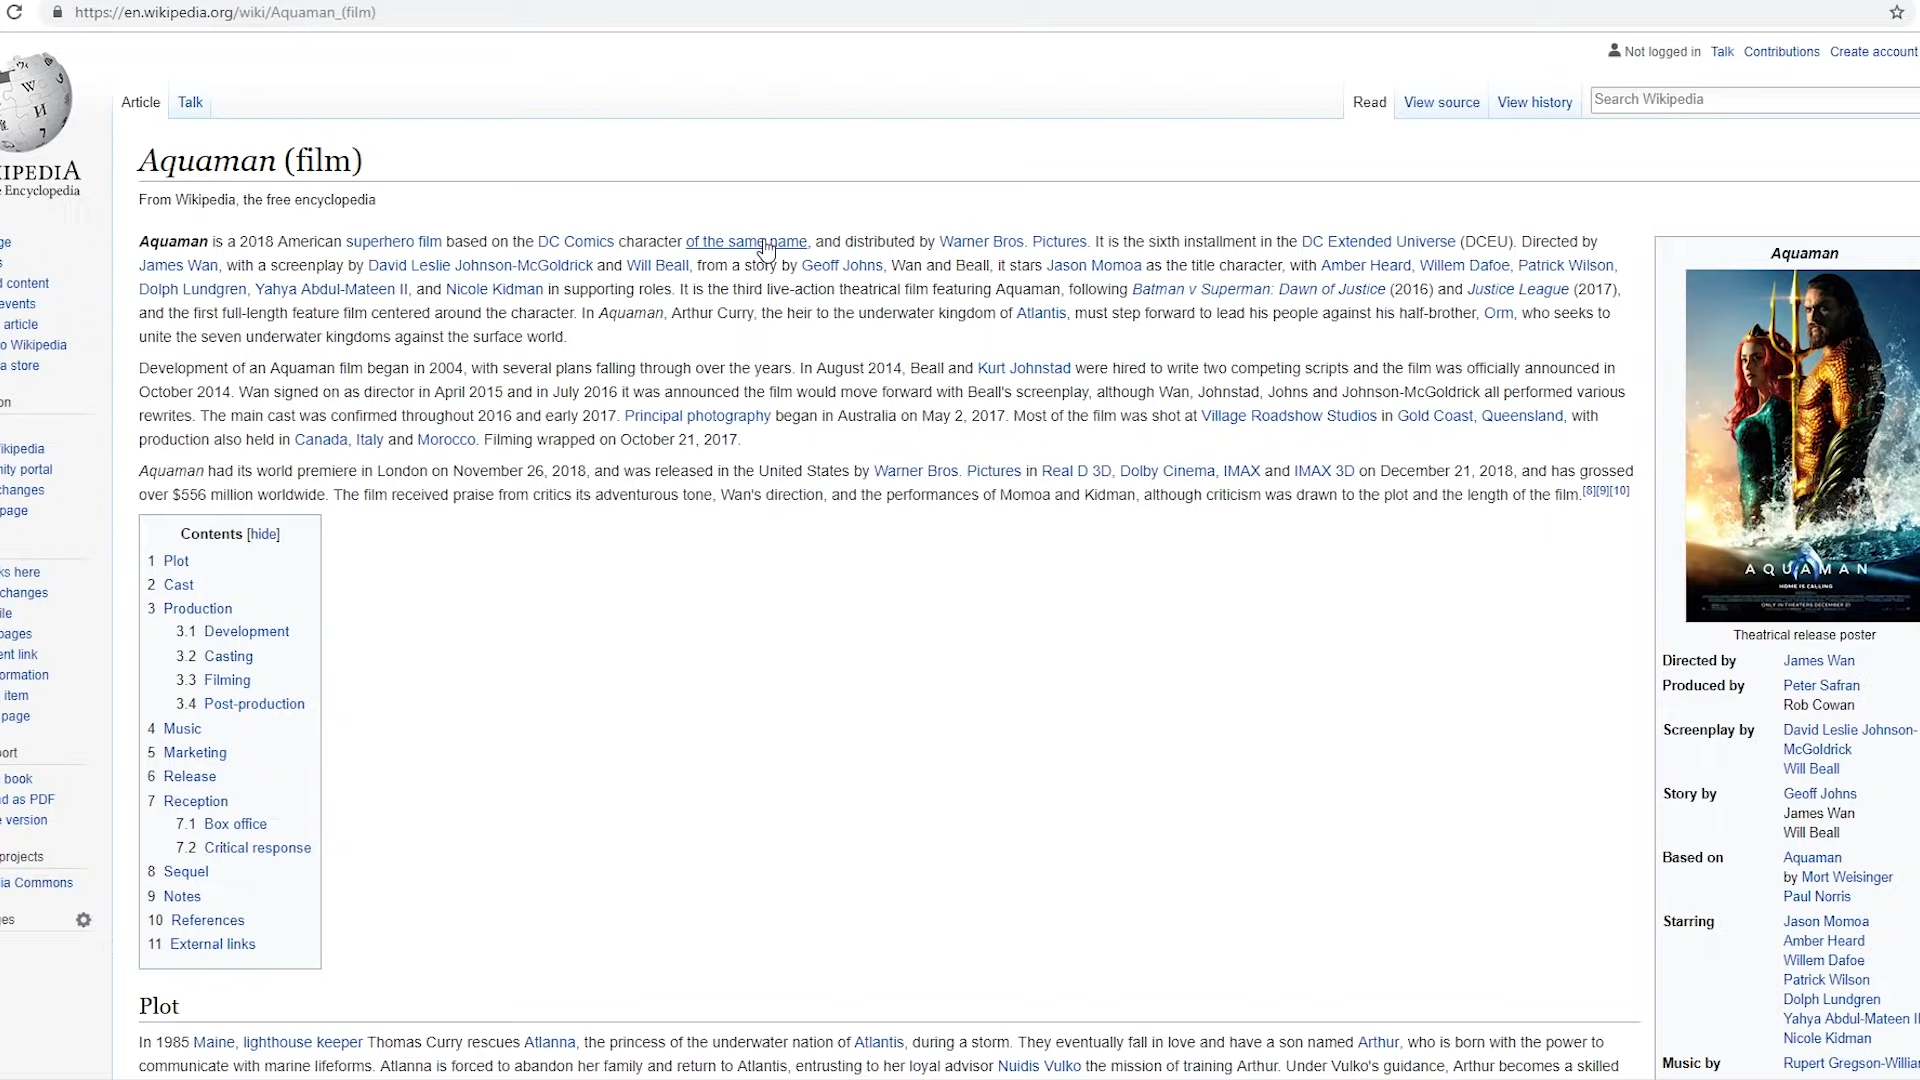 https://en.wikipedia.org/wiki/Aquaman_(film)
Not logged in Talk Contributions Create account
Article Talk
Read View source View history Search Wikipedia
IPEDIA
Encyclopedia
Aquaman (film)
From Wikipedia, the free encyclopedia
Aquaman is a 2018 American superhero film based on the DC Comics character of the same name, and distributed by Warner Bros. Pictures. It is the sixth installment in the DC Extended Universe (DCEU). Directed by
James Wan, with a screenplay by David Leslie Johnson-McGoldrick and Will Beall, from a story by Geoff Johns, Wan and Beall, it stars Jason Momoa as the title character, with Amber Heard, Willem Dafoe, Patrick Wilson,
Dolph Lundgren, Yahya Abdul-Mateen II, and Nicole Kidman in supporting roles. It is the third live-action theatrical film featuring Aquaman, following Batman v Superman: Dawn of Justice (2016) and Justice League (2017),
and the first full-length feature film centered around the character. In Aquaman, Arthur Curry, the heir to the underwater kingdom of Atlantis, must step forward to lead his people against his half-brother, Orm, who seeks to
unite the seven underwater kingdoms against the surface world.
Development of an Aquaman film began in 2004, with several plans falling through over the years. In August 2014, Beall and Kurt Johnstad were hired to write two competing scripts and the film was officially announced in
October 2014. Wan signed on as director in April 2015 and in July 2016 it was announced the film would move forward with Beall's screenplay, although Wan, Johnstad, Johns and Johnson-McGoldrick all performed various
rewrites. The main cast was confirmed throughout 2016 and early 2017. Principal photography began in Australia on May 2, 2017. Most of the film was shot at Village Roadshow Studios in Gold Coast, Queensland, with
production also held in Canada, Italy and Morocco. Filming wrapped on October 21, 2017.
Aquaman had its world premiere in London on November 26, 2018, and was released in the United States by Warner Bros. Pictures in Real D 3D, Dolby Cinema, IMAX and IMAX 3D on December 21, 2018, and has grossed
over $556 million worldwide. The film received praise from critics its adventurous tone, Wan's direction, and the performances of Momoa and Kidman, although criticism was drawn to the plot and the length of the film.[8][9][10]
Contents [hide]
1 Plot
2 Cast
3 Production
3.1 Development
3.2 Casting
3.3 Filming
3.4 Post-production
4 Music
5 Marketing
6 Release
7 Reception
7.1 Box office
7.2 Critical response
8 Sequel
9 Notes
10 References
11 External links
Plot
In 1985 Maine, lighthouse keeper Thomas Curry rescues Atlanna, the princess of the underwater nation of Atlantis, during a storm. They eventually fall in love and have a son named Arthur, who is born with the power to
communicate with marine lifeforms. Atlanna is forced to abandon her family and return to Atlantis, entrusting to her loyal advisor Nuidis Vulko the mission of training Arthur. Under Vulko's guidance, Arthur becomes a skilled
content
events
article
o Wikipedia
a store
on
ikipedia
ity portal
changes
page
ks here
changes
ile
pages
ent link
ormation
item
page
port
book
d as PDF
version
projects
ia Commons
es
Aquaman
AQUAMAN
HOME IS CALLING
ONLY IN THEATERS DECEMBER 21
Theatrical release poster
Directed by James Wan
Produced by Peter Safran
Rob Cowan
Screenplay by David Leslie Johnson-
McGoldrick
Will Beall
Story by Geoff Johns
James Wan
Will Beall
Based on Aquaman
by Mort Weisinger
Paul Norris
Starring Jason Momoa
Amber Heard
Willem Dafoe
Patrick Wilson
Dolph Lundgren
Yahya Abdul-Mateen II
Nicole Kidman
Music by Rupert Gregson-Willia